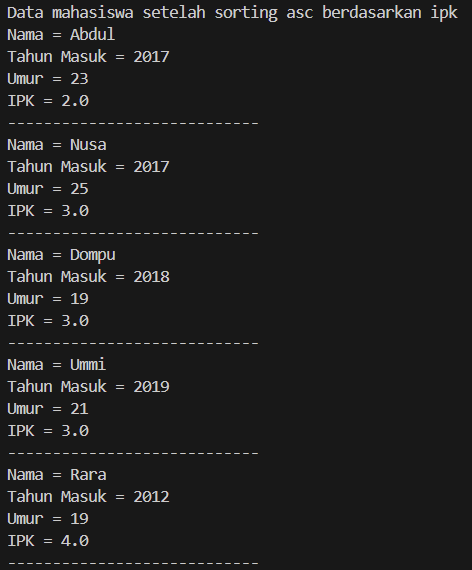 Data mahasiswa setelah sorting asc berdasarkan ipk
Nama = Abdul
Tahun Masuk = 2017
Umur = 23
IPK = 2.0
----------------------------
Nama = Nusa
Tahun Masuk = 2017
Umur = 25
IPK = 3.0
----------------------------
Nama = Dompu
Tahun Masuk = 2018
Umur = 19
IPK = 3.0
----------------------------
Nama = Ummi
Tahun Masuk = 2019
Umur = 21
IPK = 3.0
----------------------------
Nama = Rara
Tahun Masuk = 2012
Umur = 19
IPK = 4.0
----------------------------